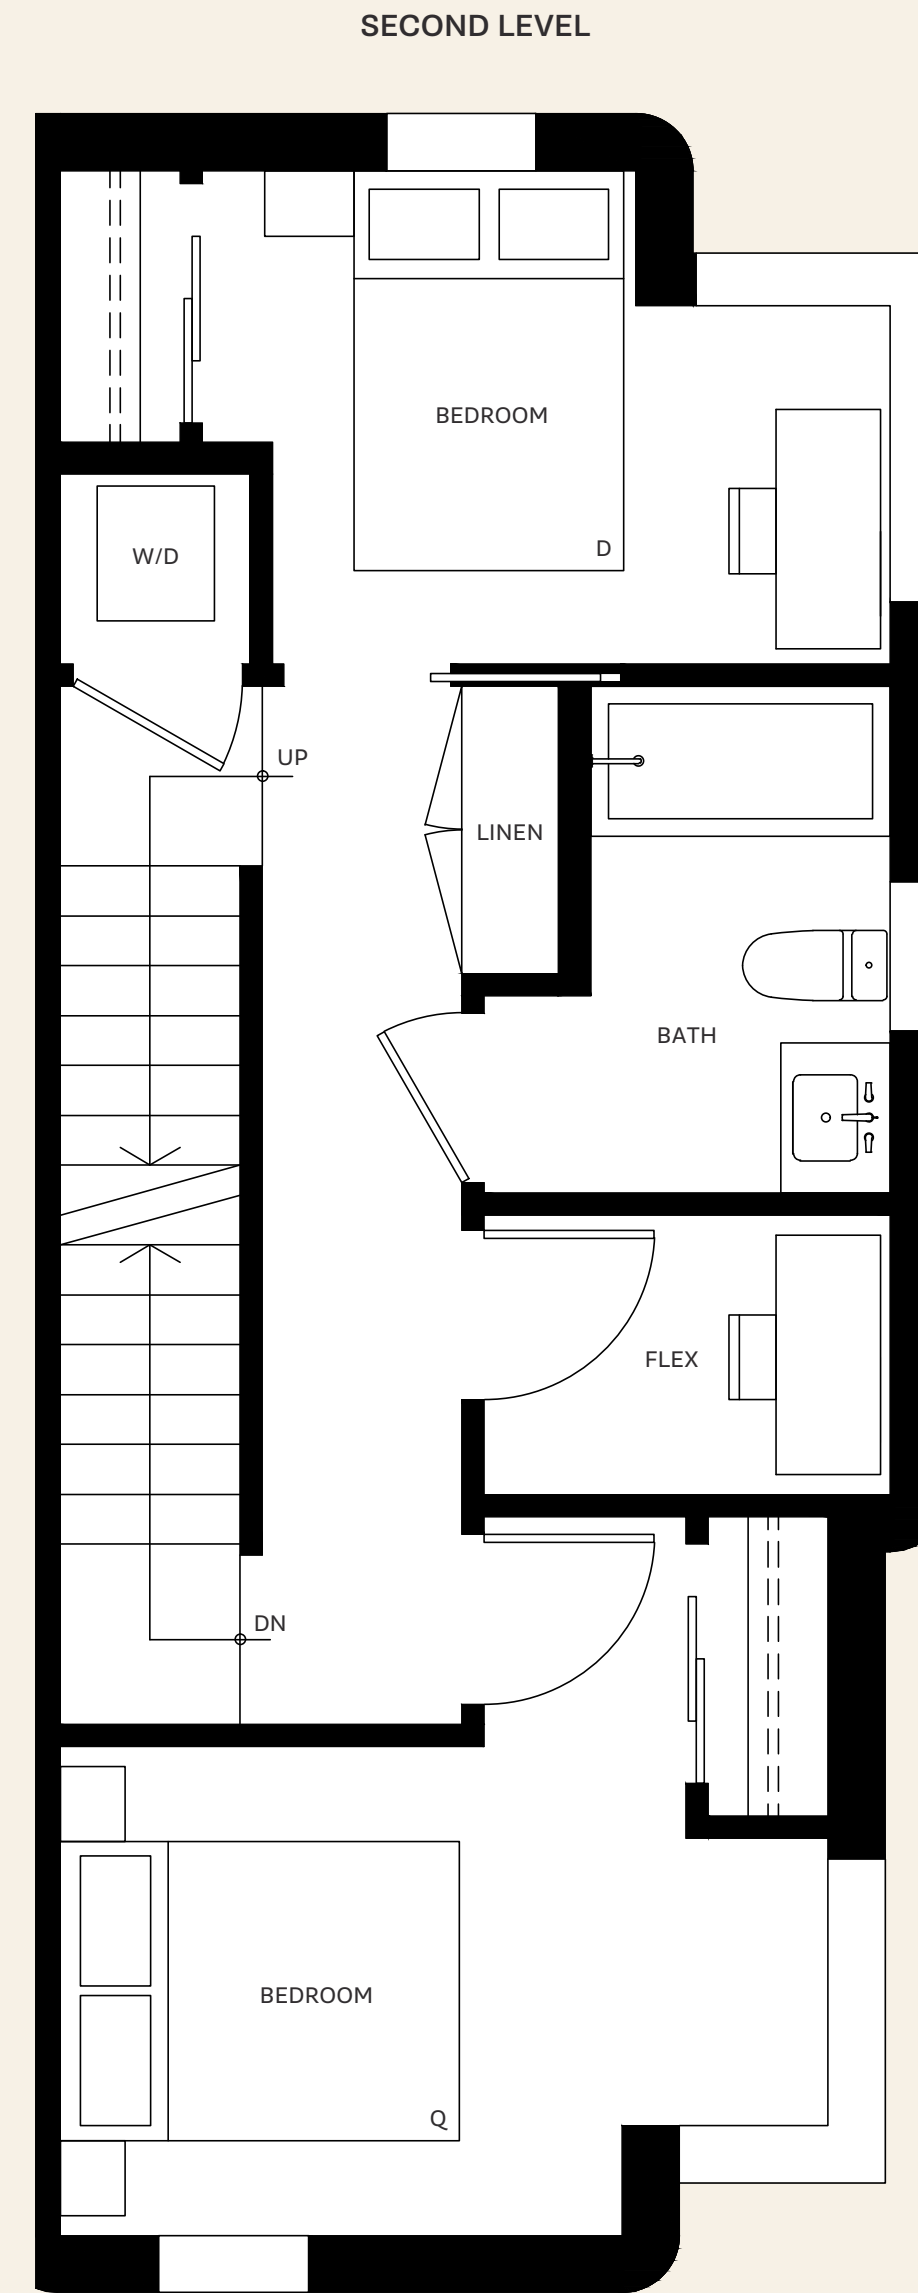 SECOND LEVEL
BEDROOM
D
W/D
UP
LINEN
BATH
FLEX
DN
BEDROOM
Q